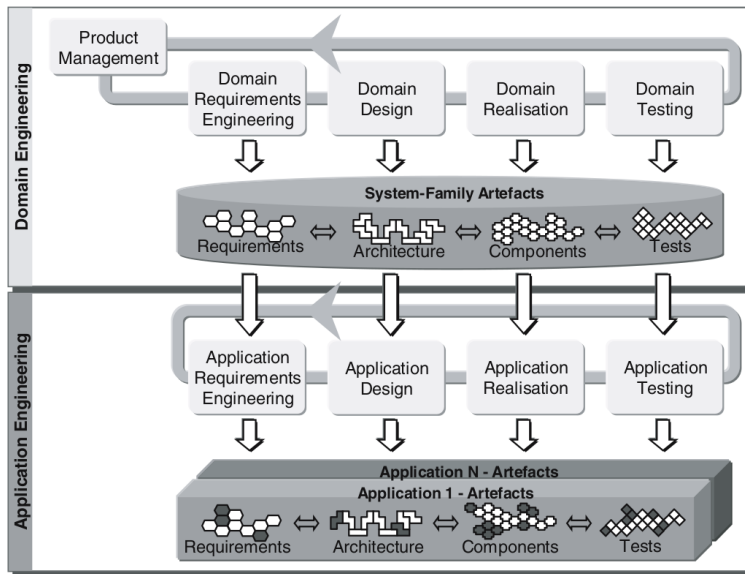 Domain Engineering
Product
Management
Domain
Requirements
Engineering
Domain
Design
Domain
Realisation
Domain
Testing
System-Family Artefacts
Requirements
Architecture
Components
Tests
Application Engineering
Application
Requirements
Engineering
Application
Design
Application
Realisation
Application
Testing
Application N - Artefacts
Application 1 - Artefacts
Requirements
Architecture
Components
Tests